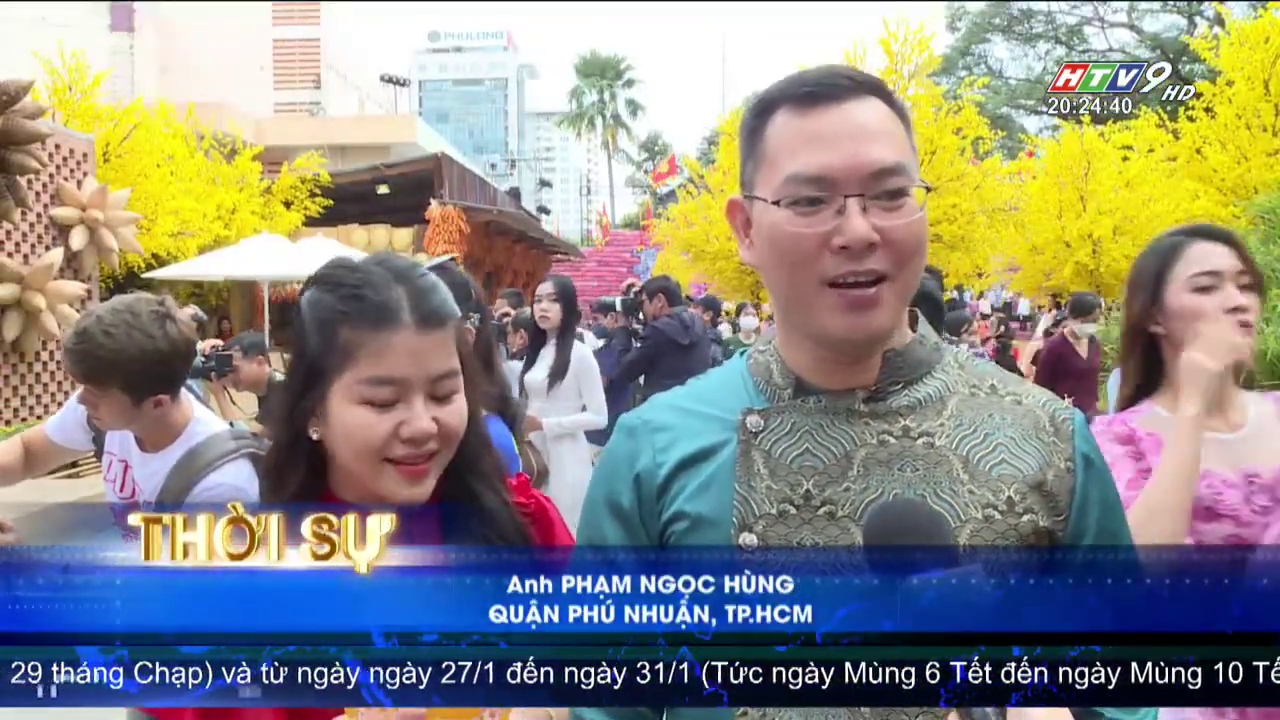 PHULONG
HTV9 HD
20:24:40
THỜI SỰ
Anh PHẠM NGỌC HÙNG
QUẬN PHÚ NHUẬN, TP.HCM
29 tháng Chạp) và từ ngày ngày 27/1 đến ngày 31/1 (Tức ngày Mùng 6 Tết đến ngày Mùng 10 Tế